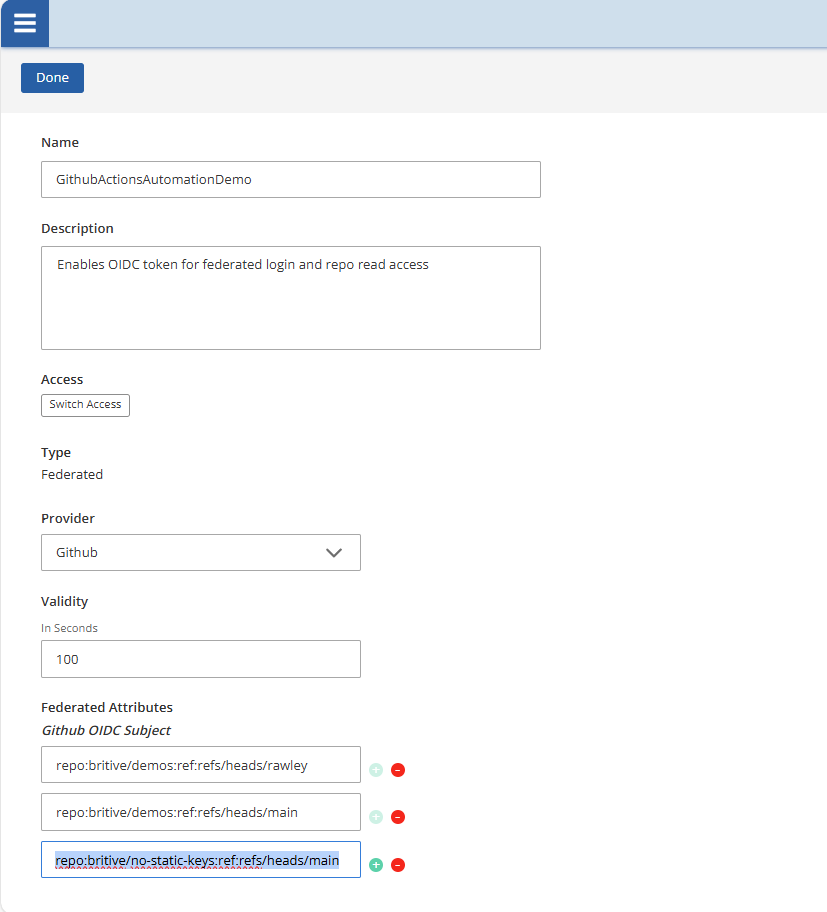 Done
Name
GithubActionsAutomationDemo
Description
Enables OIDC token for federated login and repo read access
Access
Switch Access
Type
Federated
Provider
Github
Validity
In Seconds
100
Federated Attributes
Github OIDC Subject
repo:britive/demos:ref:refs/heads/rawley
repo:britive/demos:ref:refs/heads/main
repo:britive/no-static-keys:ref:refs/heads/main